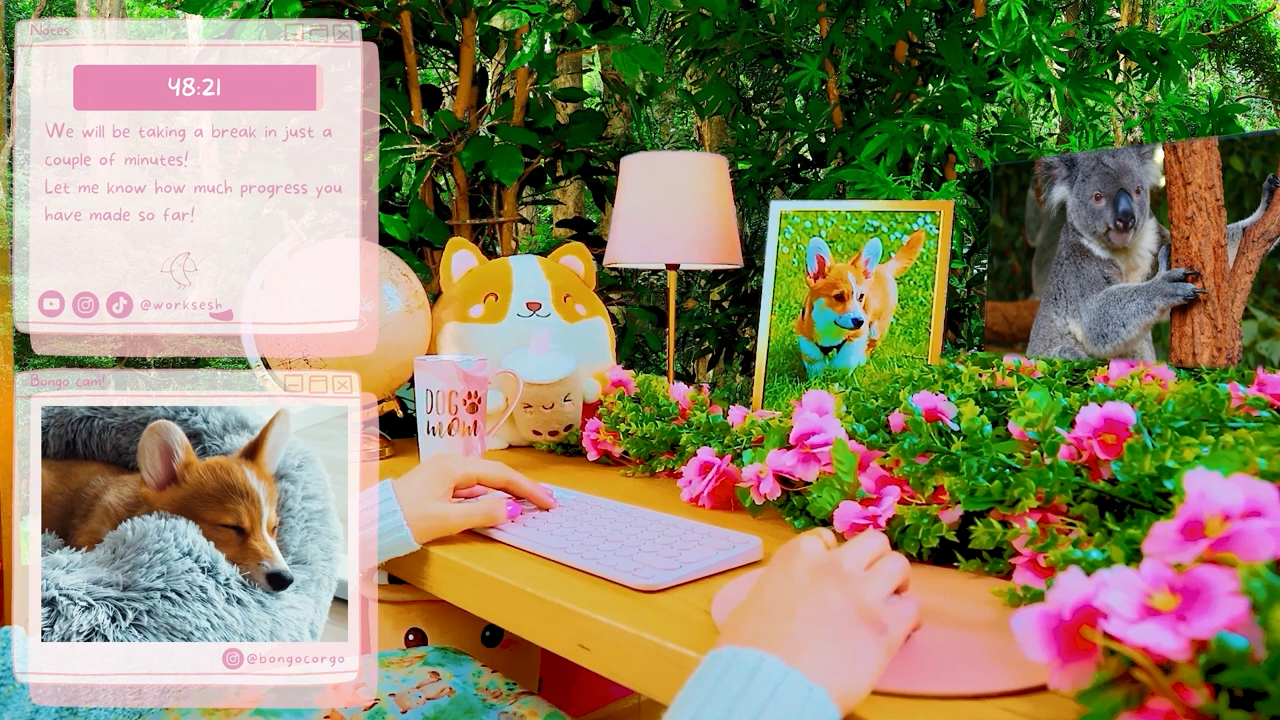 Notes
48:21
We will be taking a break in just a
couple of minutes!
Let me know how much progress you
have made so far!
@worksesh
Bongo cam!
@bongocorgo
DOG
mom